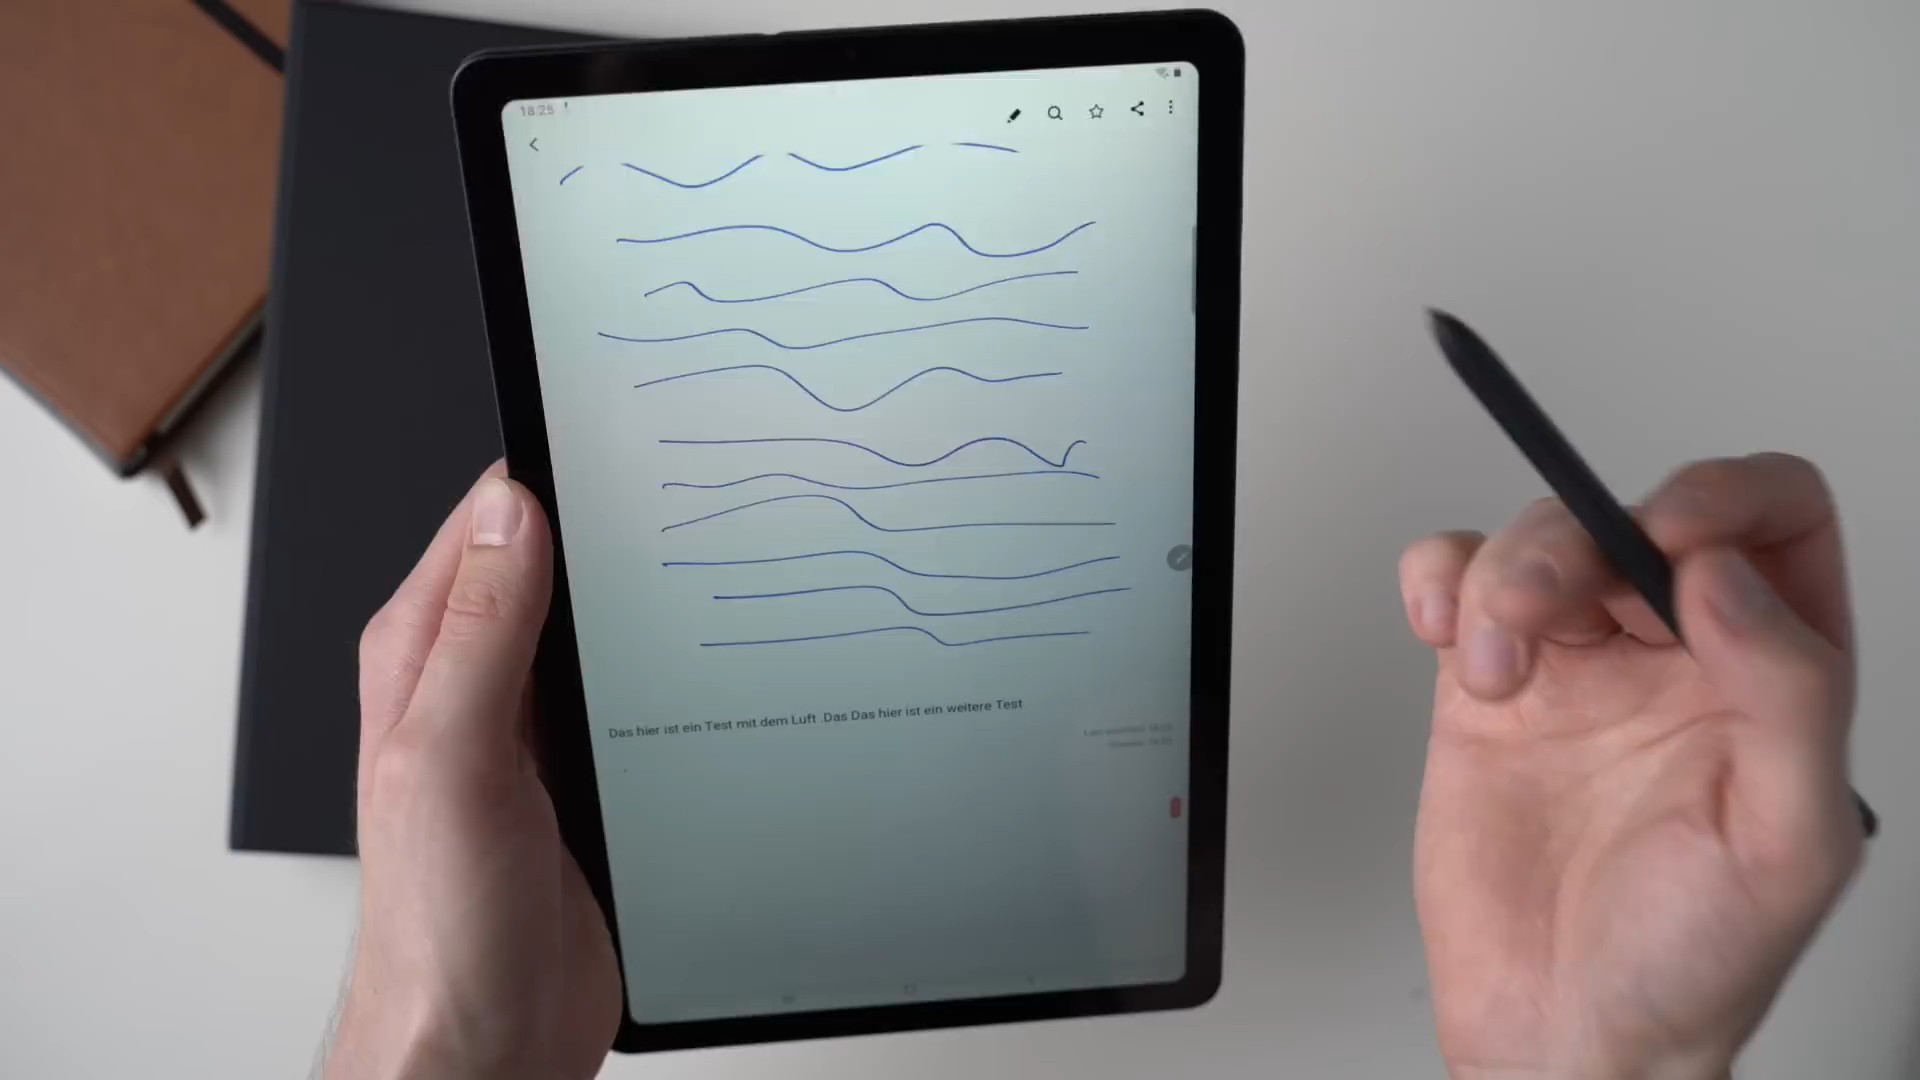 18:25
Das hier ist ein Test mit dem Luft .Das Das hier ist ein weitere Test